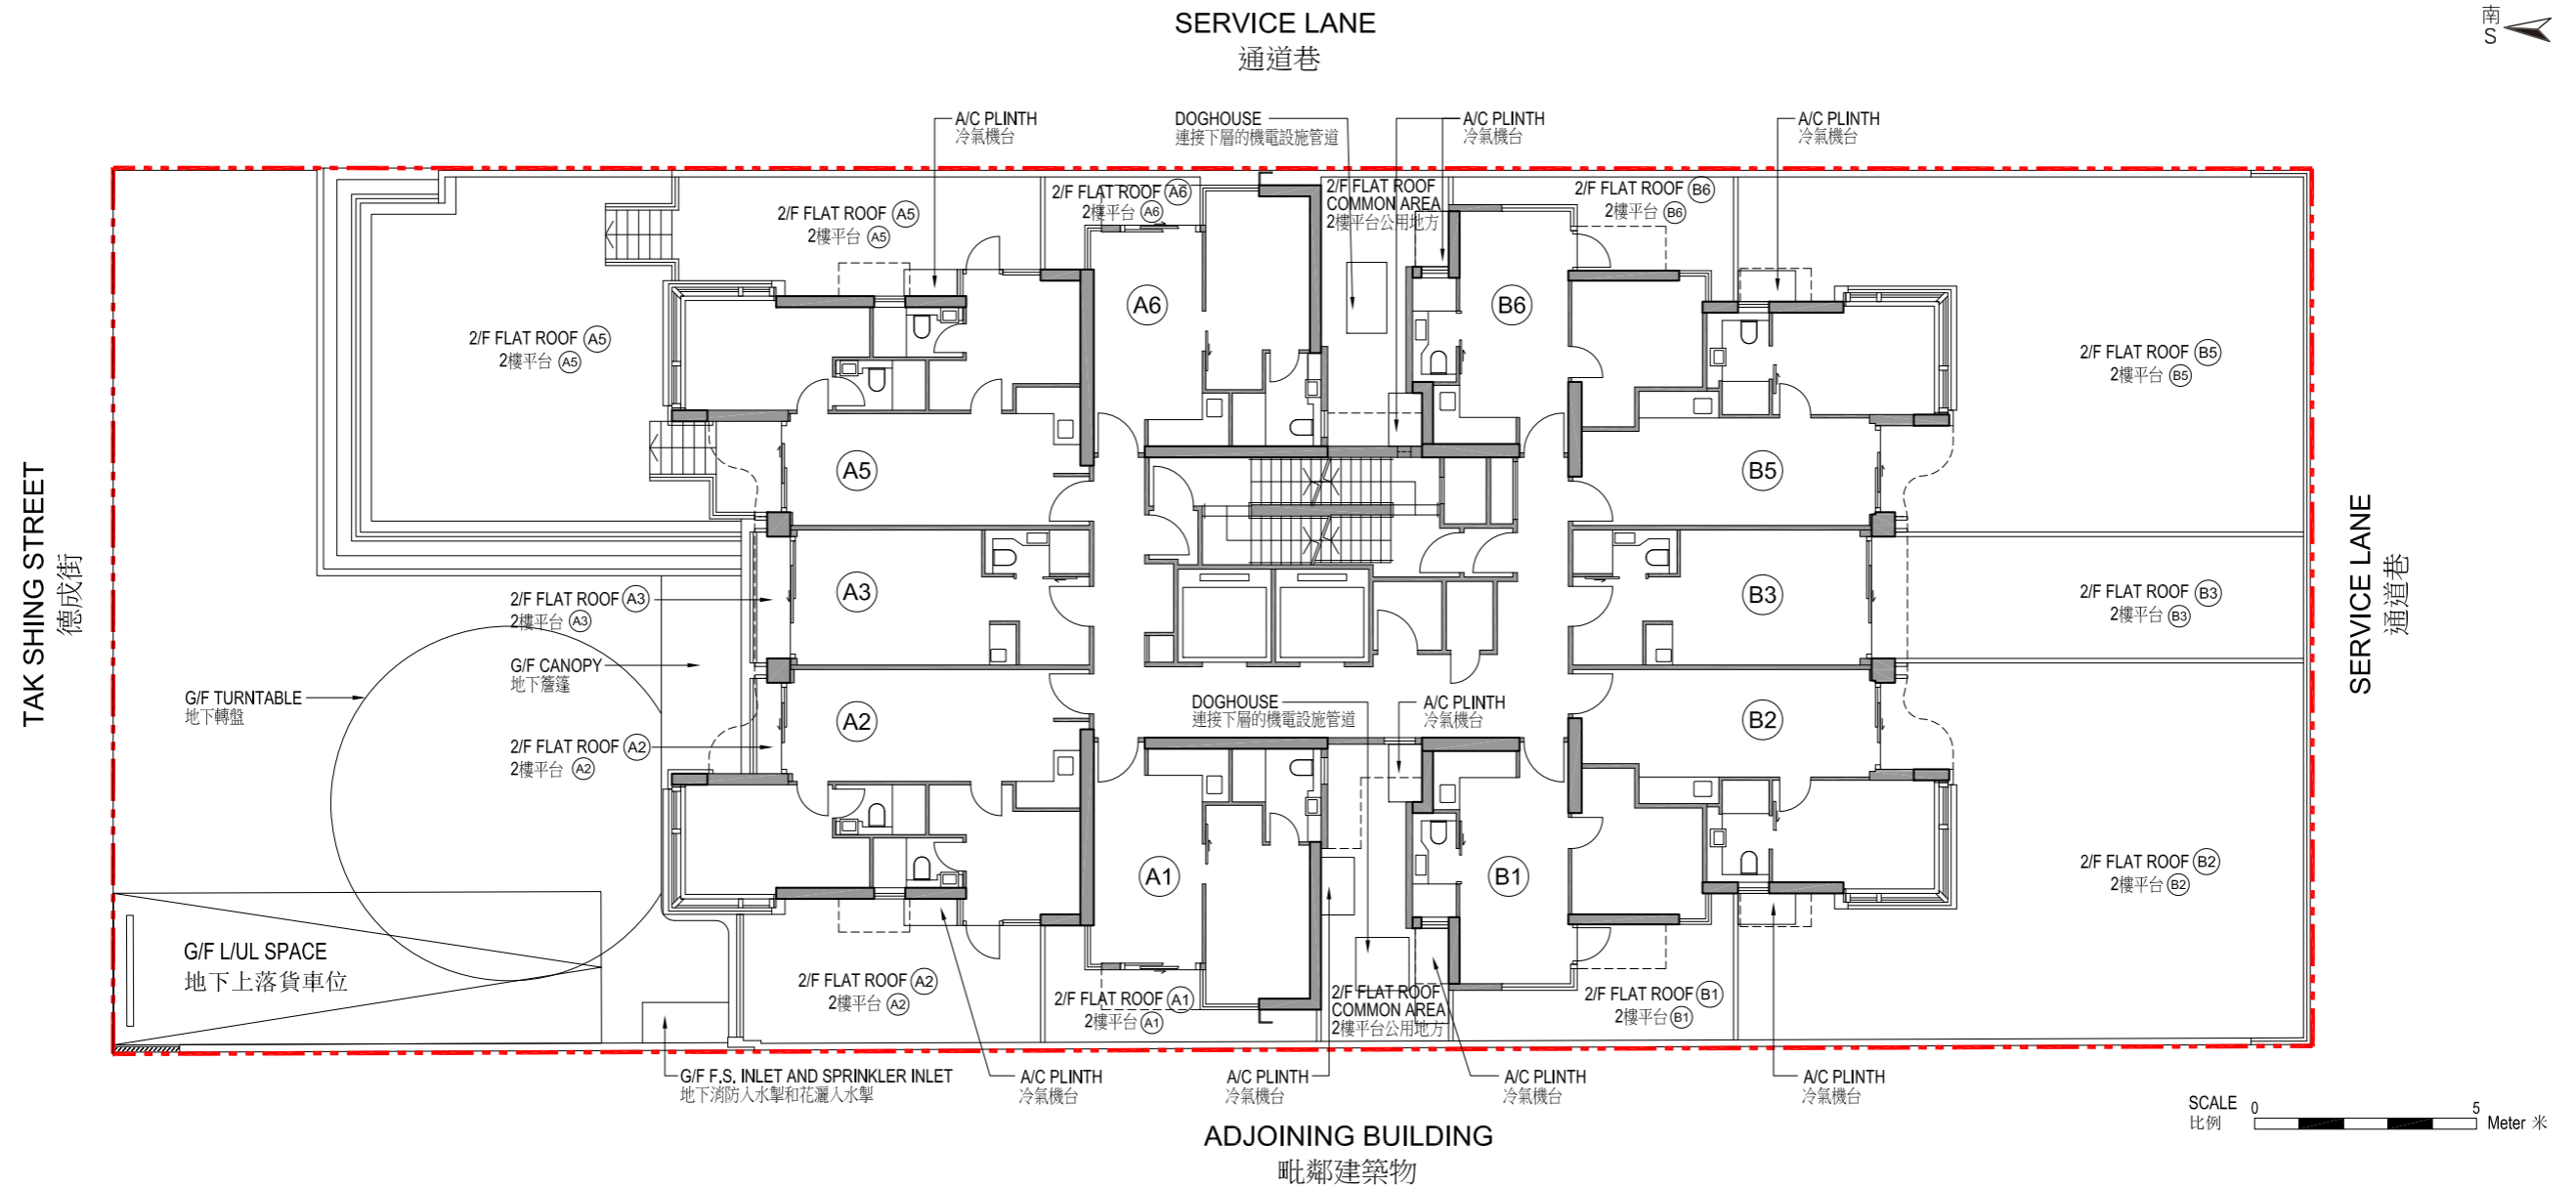 SERVICE LANE
通道巷
南
S
A/C PLINTH
冷氣機台
DOGHOUSE
連接下層的機電設施管道
A/C PLINTH
冷氣機台
A/C PLINTH
冷氣機台
2/F FLAT ROOF A5
2樓平台 A5
2/F FLAT ROOF A6
2樓平台 A6
2/F FLAT ROOF
COMMON AREA
2樓平台公用地方
2/F FLAT ROOF B6
2樓平台 B6
A6
B6
2/F FLAT ROOF A5
2樓平台 A5
2/F FLAT ROOF B5
2樓平台 B5
A5
B5
TAK SHING STREET
德成街
SERVICE LANE
通道巷
A3
B3
2/F FLAT ROOF A3
2樓平台 A3
2/F FLAT ROOF B3
2樓平台 B3
G/F CANOPY
地下簷篷
G/F TURNTABLE
地下轉盤
DOGHOUSE
連接下層的機電設施管道
A/C PLINTH
冷氣機台
A2
B2
2/F FLAT ROOF A2
2樓平台 A2
2/F FLAT ROOF B2
2樓平台 B2
A1
B1
G/F L/UL SPACE
地下上落貨車位
2/F FLAT ROOF A2
2樓平台 A2
2/F FLAT ROOF A1
2樓平台 A1
2/F FLAT ROOF
COMMON AREA
2樓平台公用地方
2/F FLAT ROOF B1
2樓平台 B1
G/F F.S. INLET AND SPRINKLER INLET
地下消防入水掣和花灑入水掣
A/C PLINTH
冷氣機台
A/C PLINTH
冷氣機台
A/C PLINTH
冷氣機台
A/C PLINTH
冷氣機台
ADJOINING BUILDING
毗鄰建築物
SCALE 0 5
比例 Meter 米